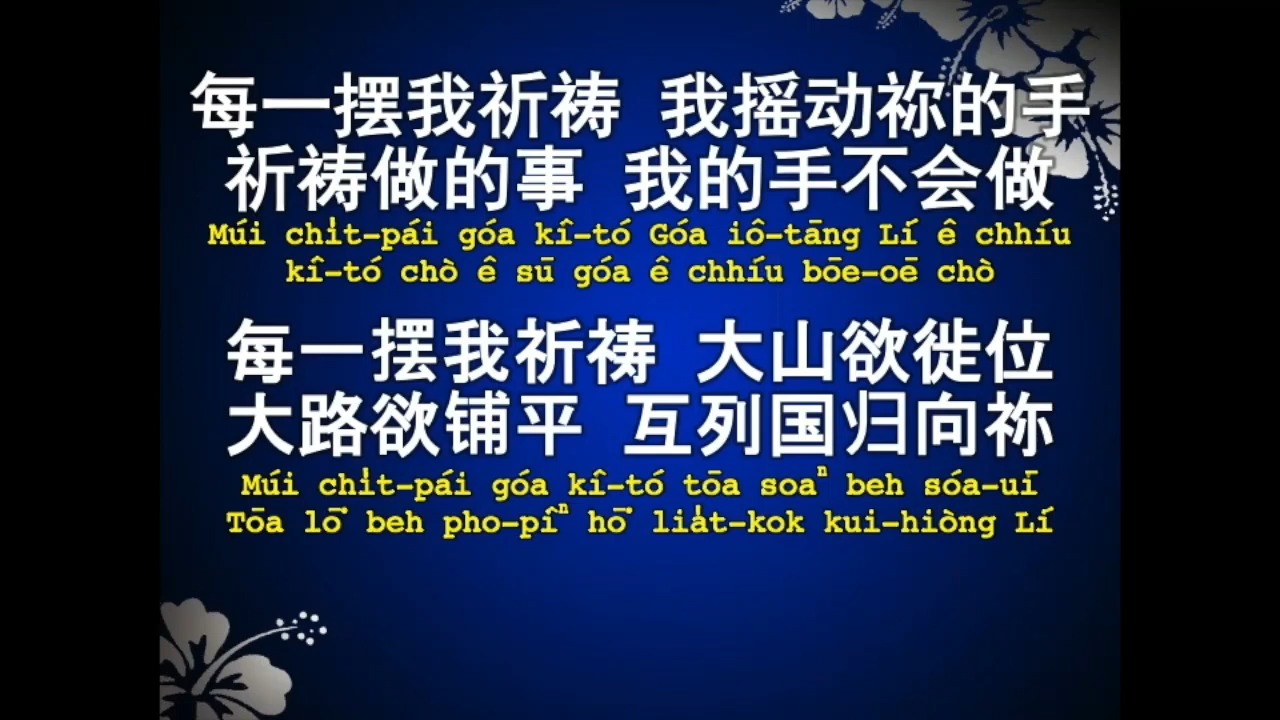 每一摆我祈祷 我摇动祢的手
祈祷做的事 我的手不会做
Múi chi̍t-pái góa kî-tó Góa iô-tāng Lí ê chhíu
kî-tó chò ê sū góa ê chhíu bōe-oē chò
每一摆我祈祷 大山欲徙位
大路欲铺平 互列国归向祢
Múi chi̍t-pái góa kî-tó tōa soaⁿ beh sóa-uī
Tōa lō͘ beh pho-pîⁿ hō͘ lia̍t-kok kui-hiòng Lí